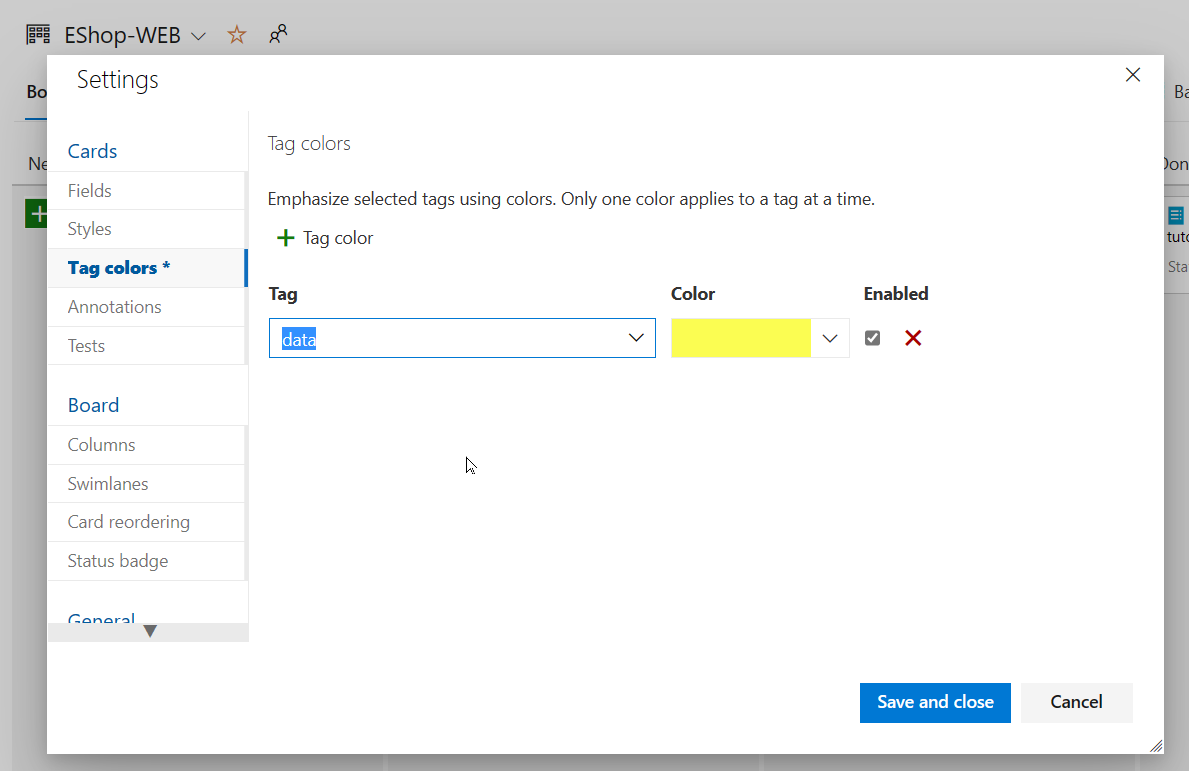 EShop-WEB
Settings
Bo
Ba
Cards
Tag colors
Ne
Don
Fields
Emphasize selected tags using colors. Only one color applies to a tag at a time.
Styles
Tag color
tuto
Tag colors *
Sta
Tag Color Enabled
Annotations
data
Tests
Board
Columns
Swimlanes
Card reordering
Status badge
General
Save and close Cancel